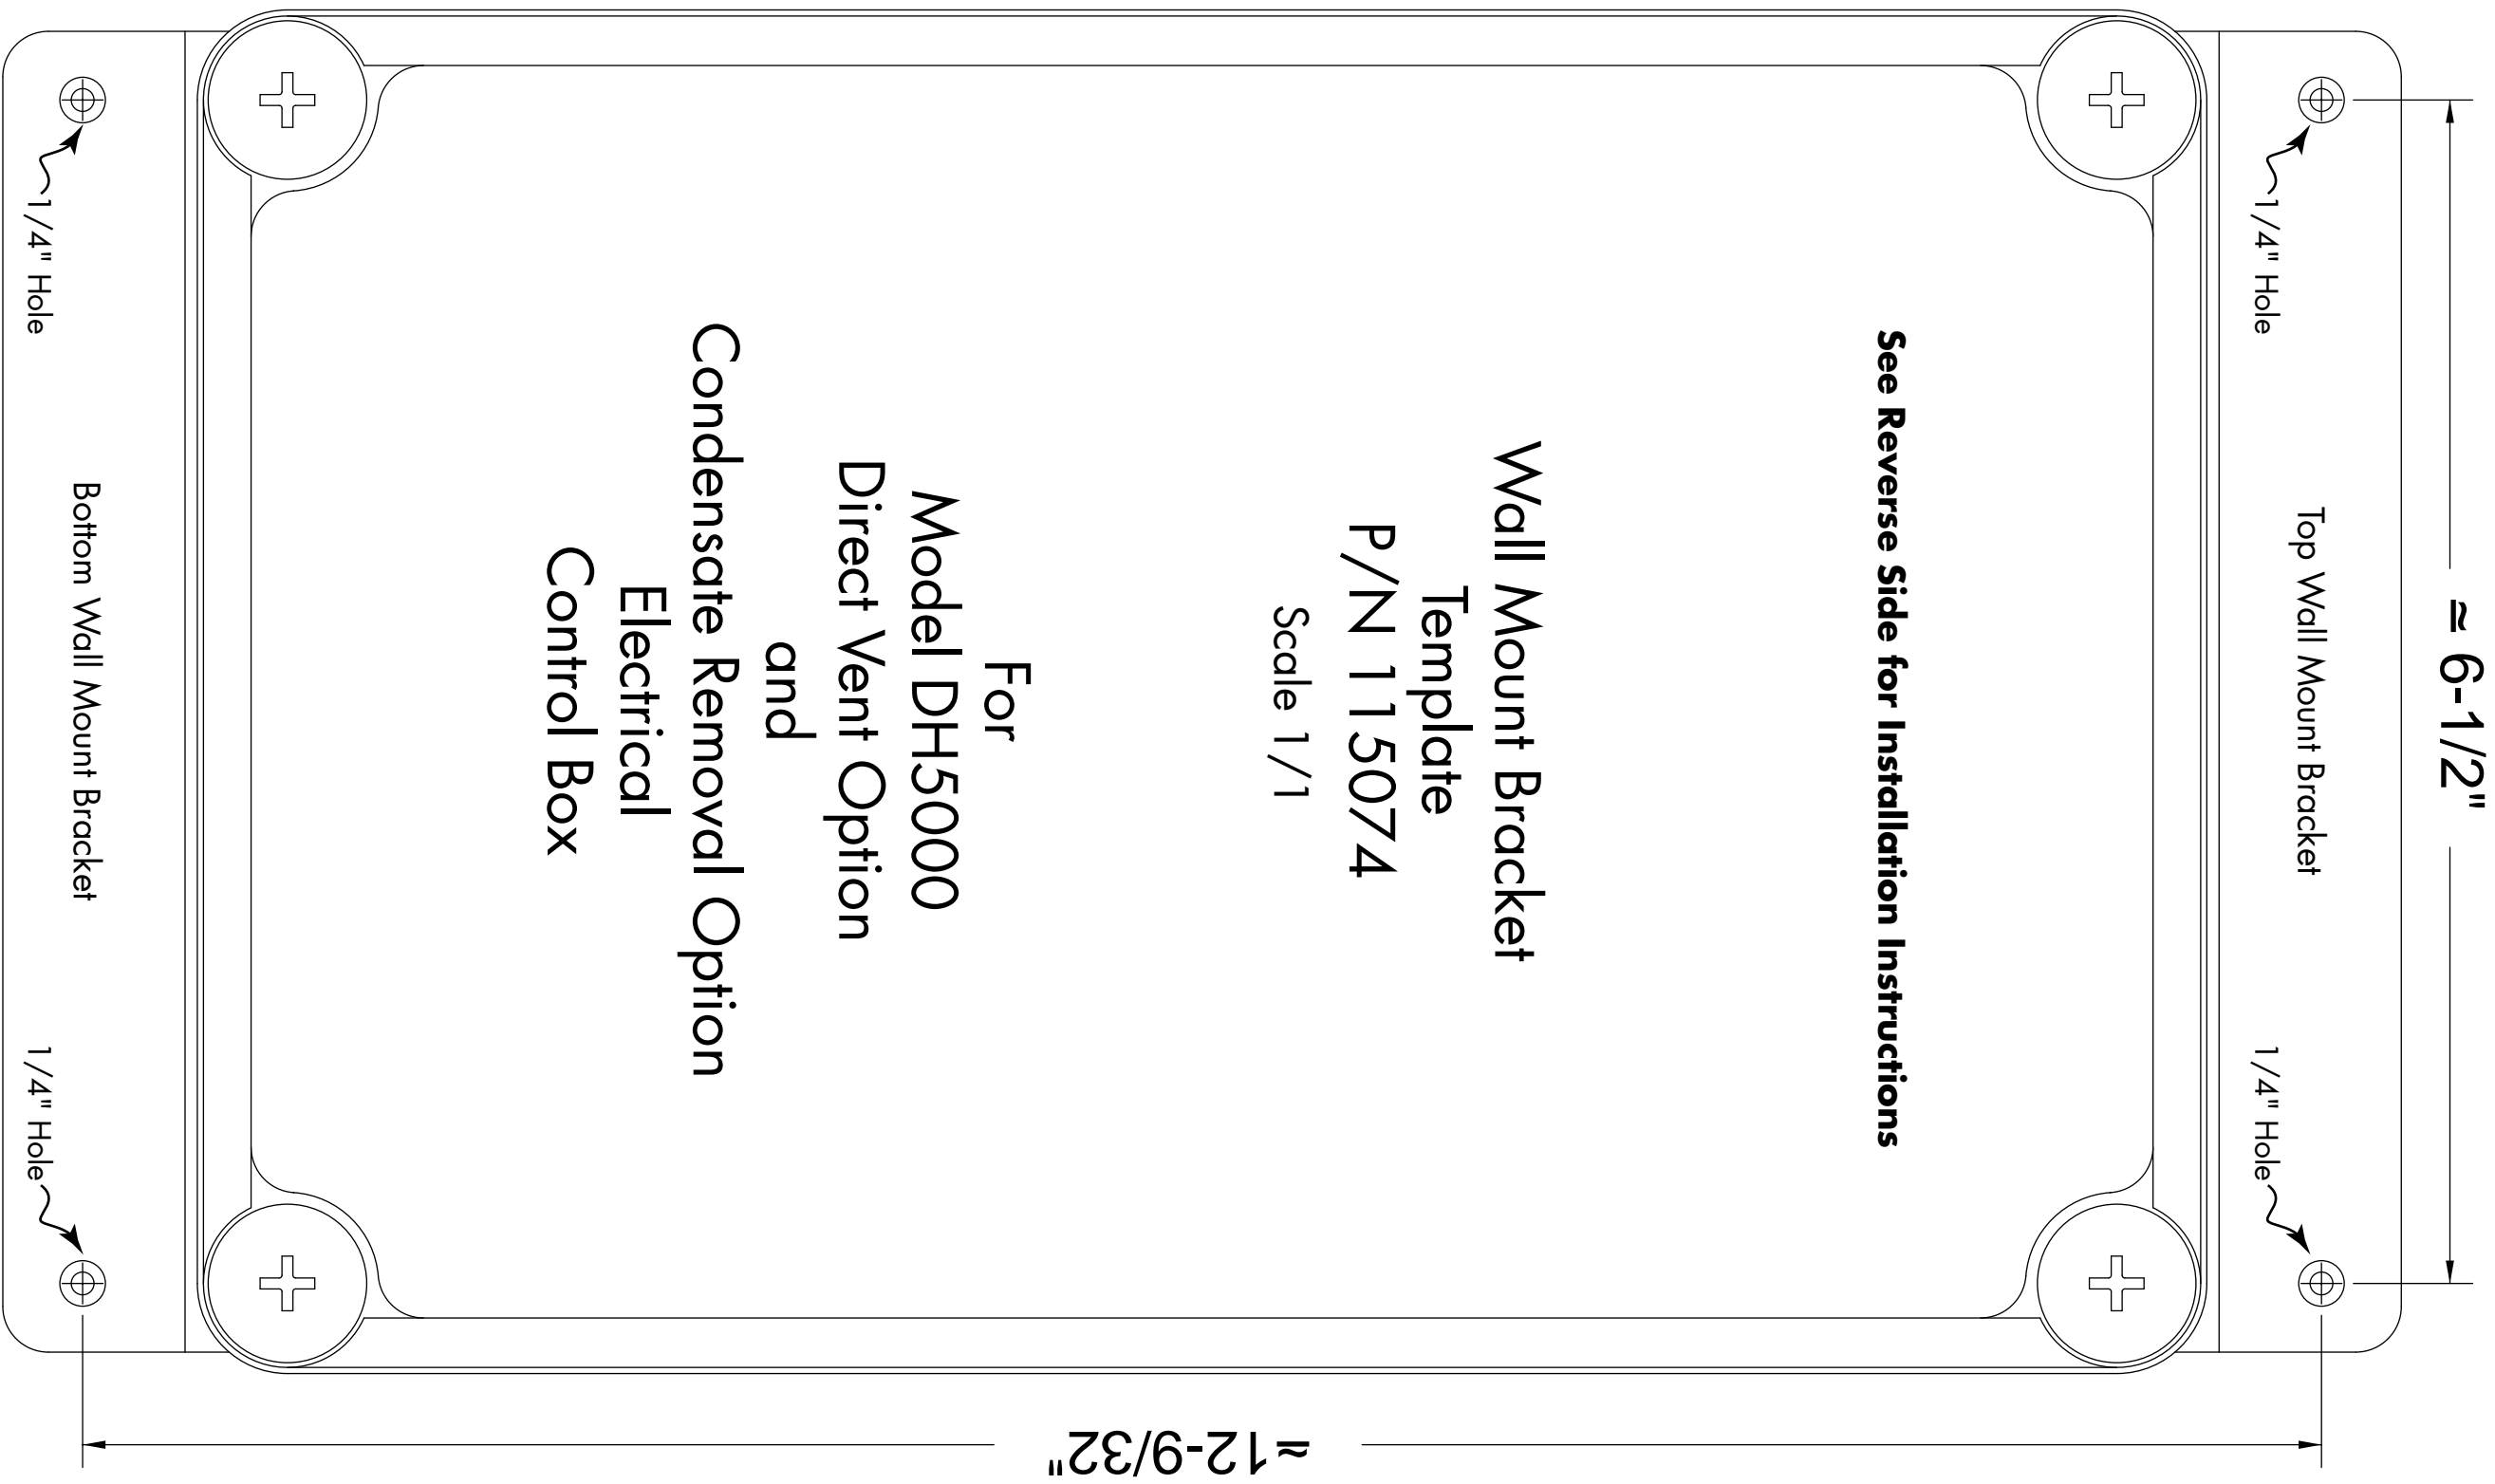 ≃ 6-1/2"
1/4" Hole
Top Wall Mount Bracket
1/4" Hole
See Reverse Side for Installation Instructions
Wall Mount Bracket
Template
P/N 115074
Scale 1/1
For
Model DH5000
Direct Vent Option
and
Condensate Removal Option
Electrical
Control Box
Bottom Wall Mount Bracket
1/4" Hole
1/4" Hole
≃12-9/32"